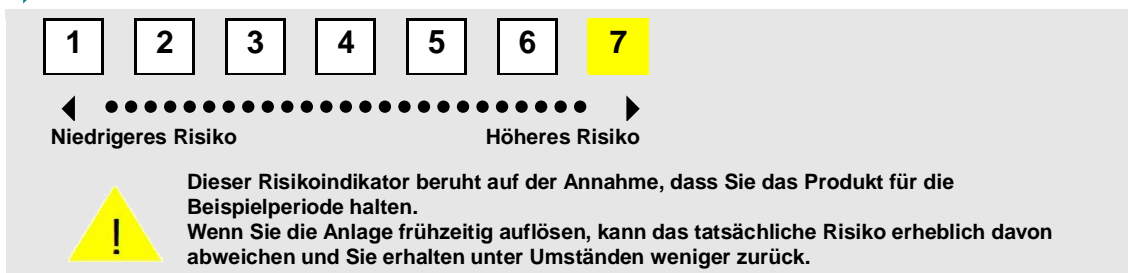 1 2 3 4 5 6 7
Niedrigeres Risiko Höheres Risiko
Dieser Risikoindikator beruht auf der Annahme, dass Sie das Produkt für die
Beispielperiode halten.
! Wenn Sie die Anlage frühzeitig auflösen, kann das tatsächliche Risiko erheblich davon
abweichen und Sie erhalten unter Umständen weniger zurück.